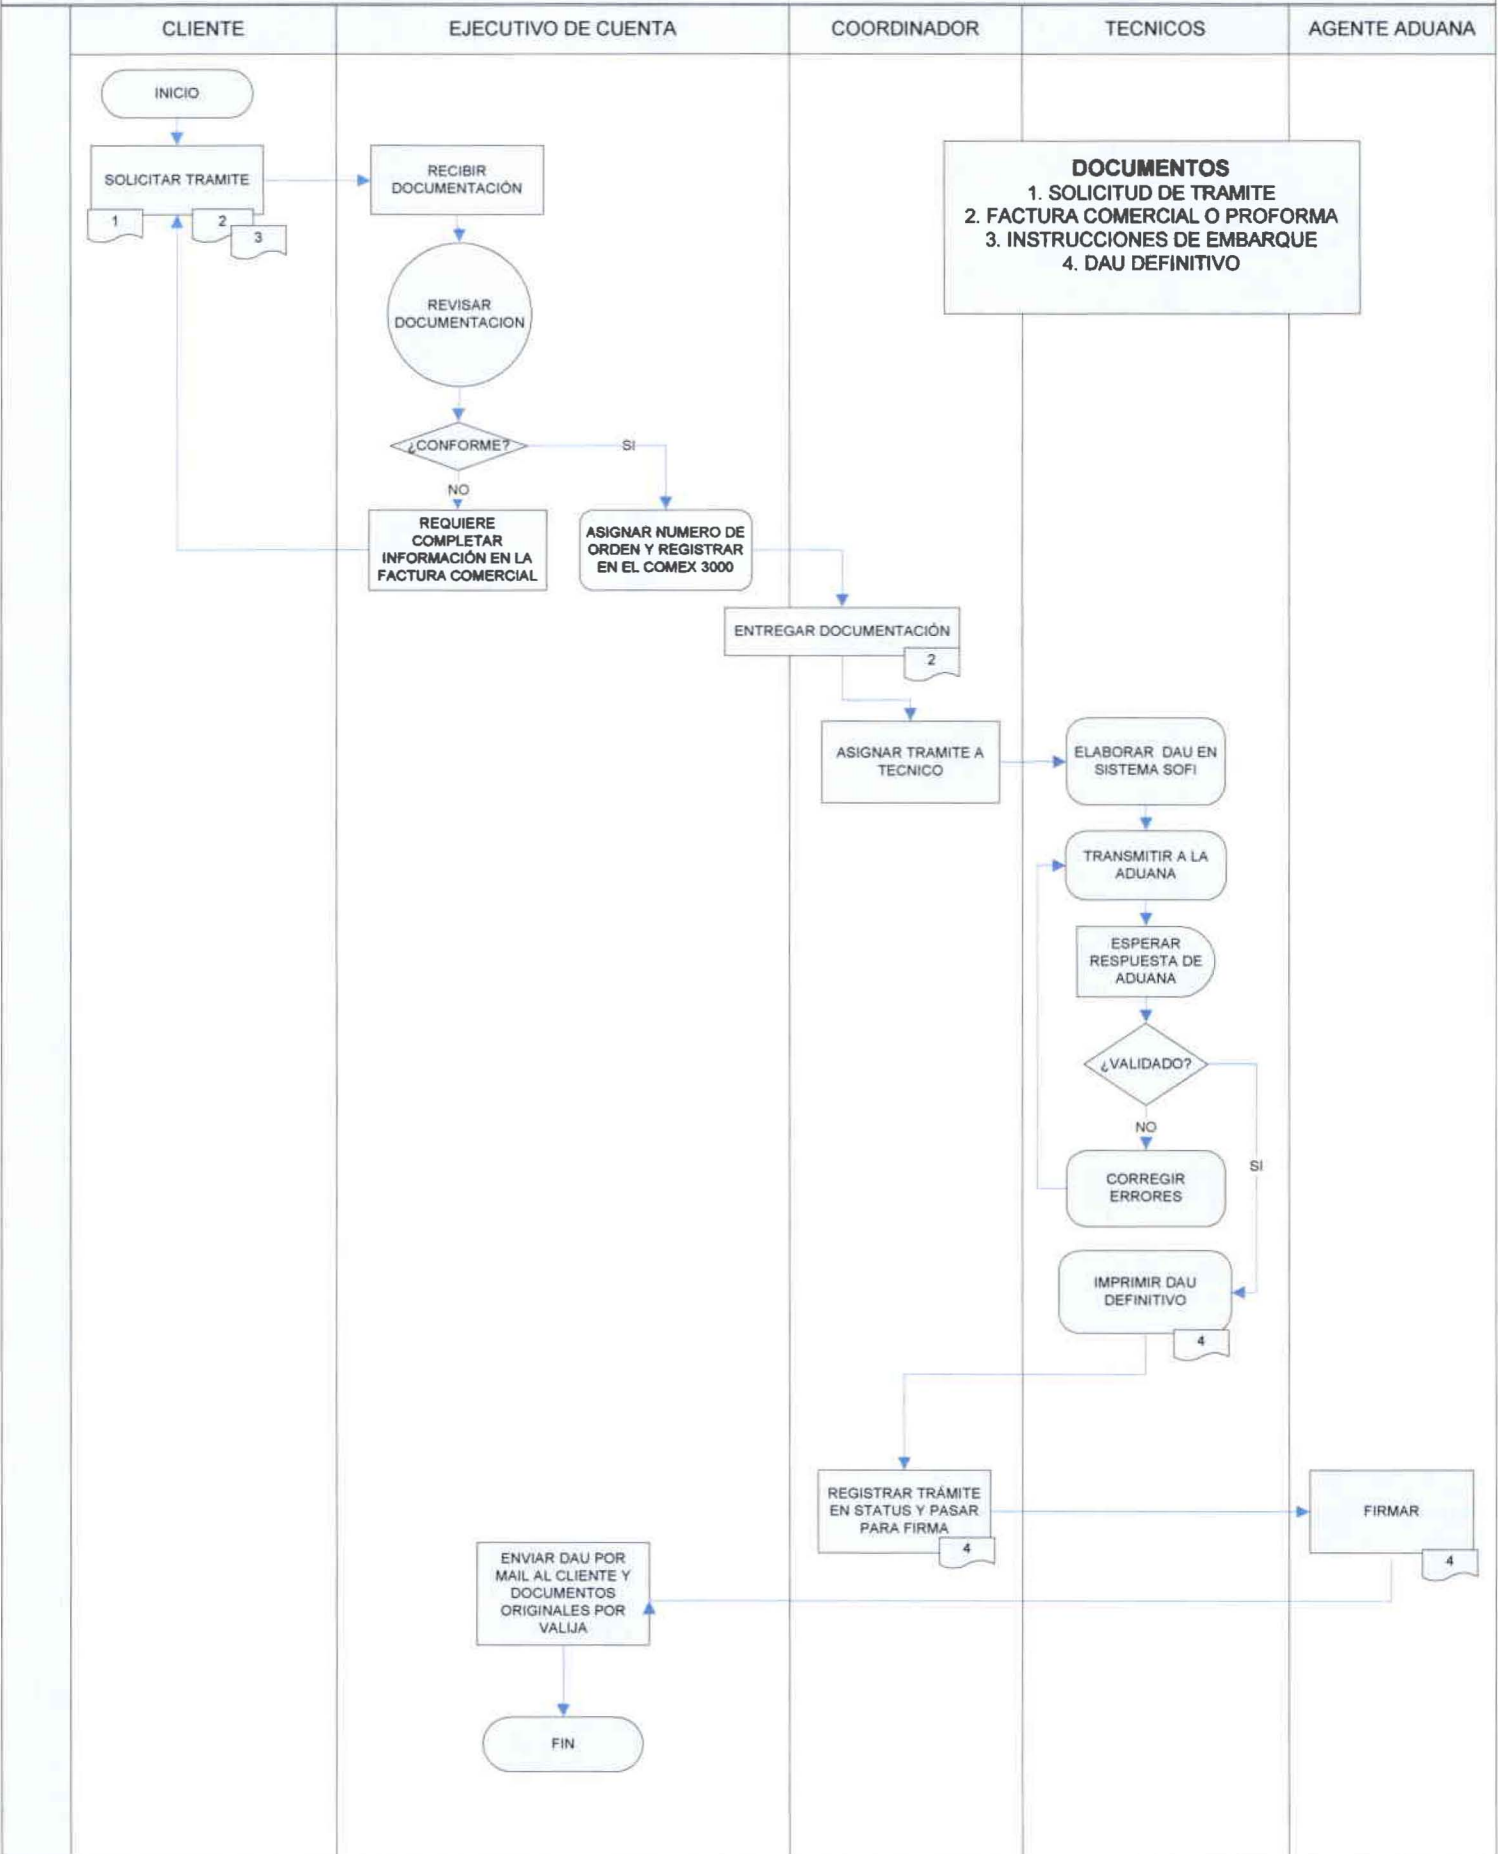 CLIENTE
EJECUTIVO DE CUENTA
COORDINADOR
TECNICOS
AGENTE ADUANA
INICIO
SOLICITAR TRAMITE
1
2
3
RECIBIR
DOCUMENTACIÓN
DOCUMENTOS
1. SOLICITUD DE TRAMITE
2. FACTURA COMERCIAL O PROFORMA
3. INSTRUCCIONES DE EMBARQUE
4. DAU DEFINITIVO
REVISAR
DOCUMENTACION
¿CONFORME?
SI
NO
REQUIERE
COMPLETAR
INFORMACIÓN EN LA
FACTURA COMERCIAL
ASIGNAR NUMERO DE
ORDEN Y REGISTRAR
EN EL COMEX 3000
ENTREGAR DOCUMENTACIÓN
2
ASIGNAR TRAMITE A
TECNICO
ELABORAR DAU EN
SISTEMA SOFI
TRANSMITIR A LA
ADUANA
ESPERAR
RESPUESTA DE
ADUANA
¿VALIDADO?
NO
SI
CORREGIR
ERRORES
IMPRIMIR DAU
DEFINITIVO
4
REGISTRAR TRÁMITE
EN STATUS Y PASAR
PARA FIRMA
4
FIRMAR
4
ENVIAR DAU POR
MAIL AL CLIENTE Y
DOCUMENTOS
ORIGINALES POR
VALIJA
FIN